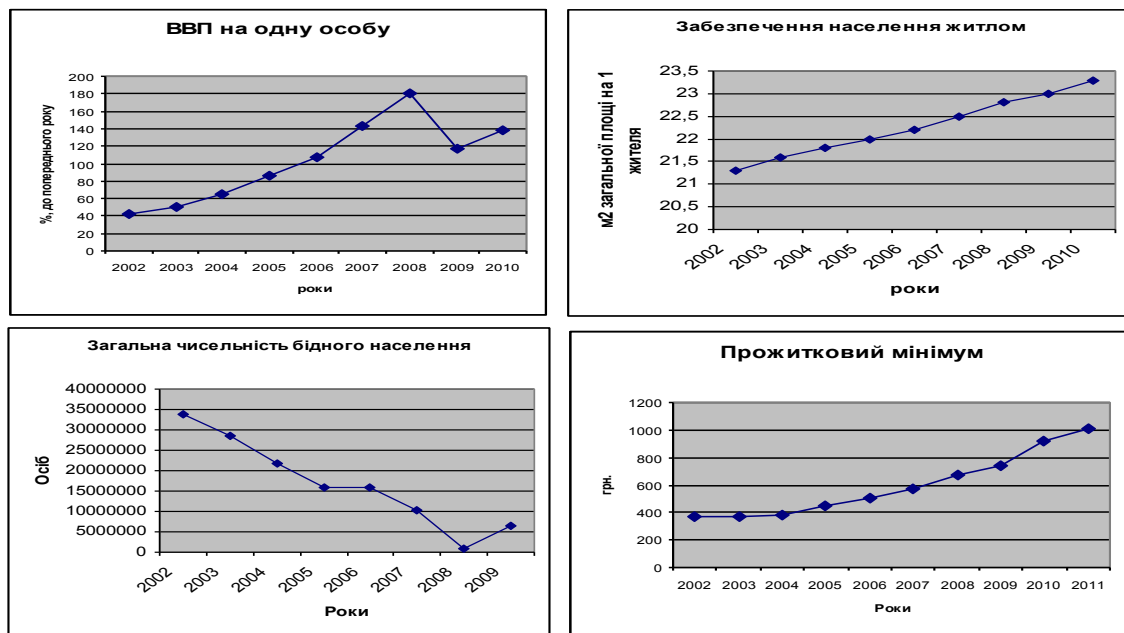 ВВП на одну особу
%, до ппопереднього року
200
180
160
140
120
100
80
60
40
20
0
2002 2003 2004 2005 2006 2007 2008 2009 2010
роки
Забезпечення населення житлом
м2 загальної площі на 1
жителя
23,5
23
22,5
22
21,5
21
20,5
20
2002 2003 2004 2005 2006 2007 2008 2009 2010
роки
Загальна чисельність бідного населення
Осіб
40000000
35000000
30000000
25000000
20000000
15000000
10000000
5000000
0
2002 2003 2004 2005 2006 2007 2008 2009
Роки
Прожитковий мінімум
грн.
1200
1000
800
600
400
200
0
2002 2003 2004 2005 2006 2007 2008 2009 2010 2011
Роки